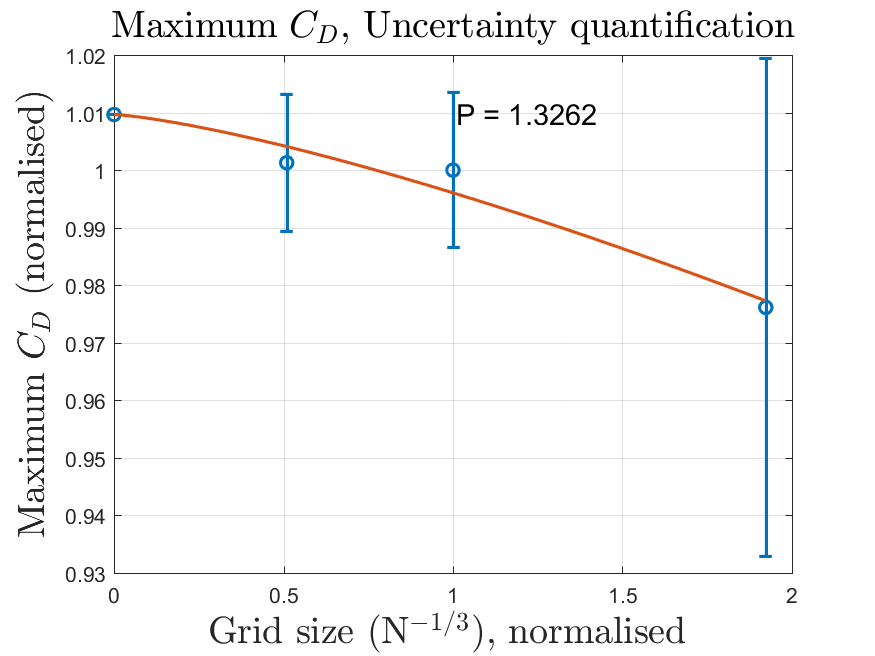 Maximum C_D, Uncertainty quantification
1.02
1.01
1
0.99
0.98
0.97
0.96
0.95
0.94
0.93
Maximum C_D (normalised)
P = 1.3262
0 0.5 1 1.5 2
Grid size (N^{-1/3}), normalised